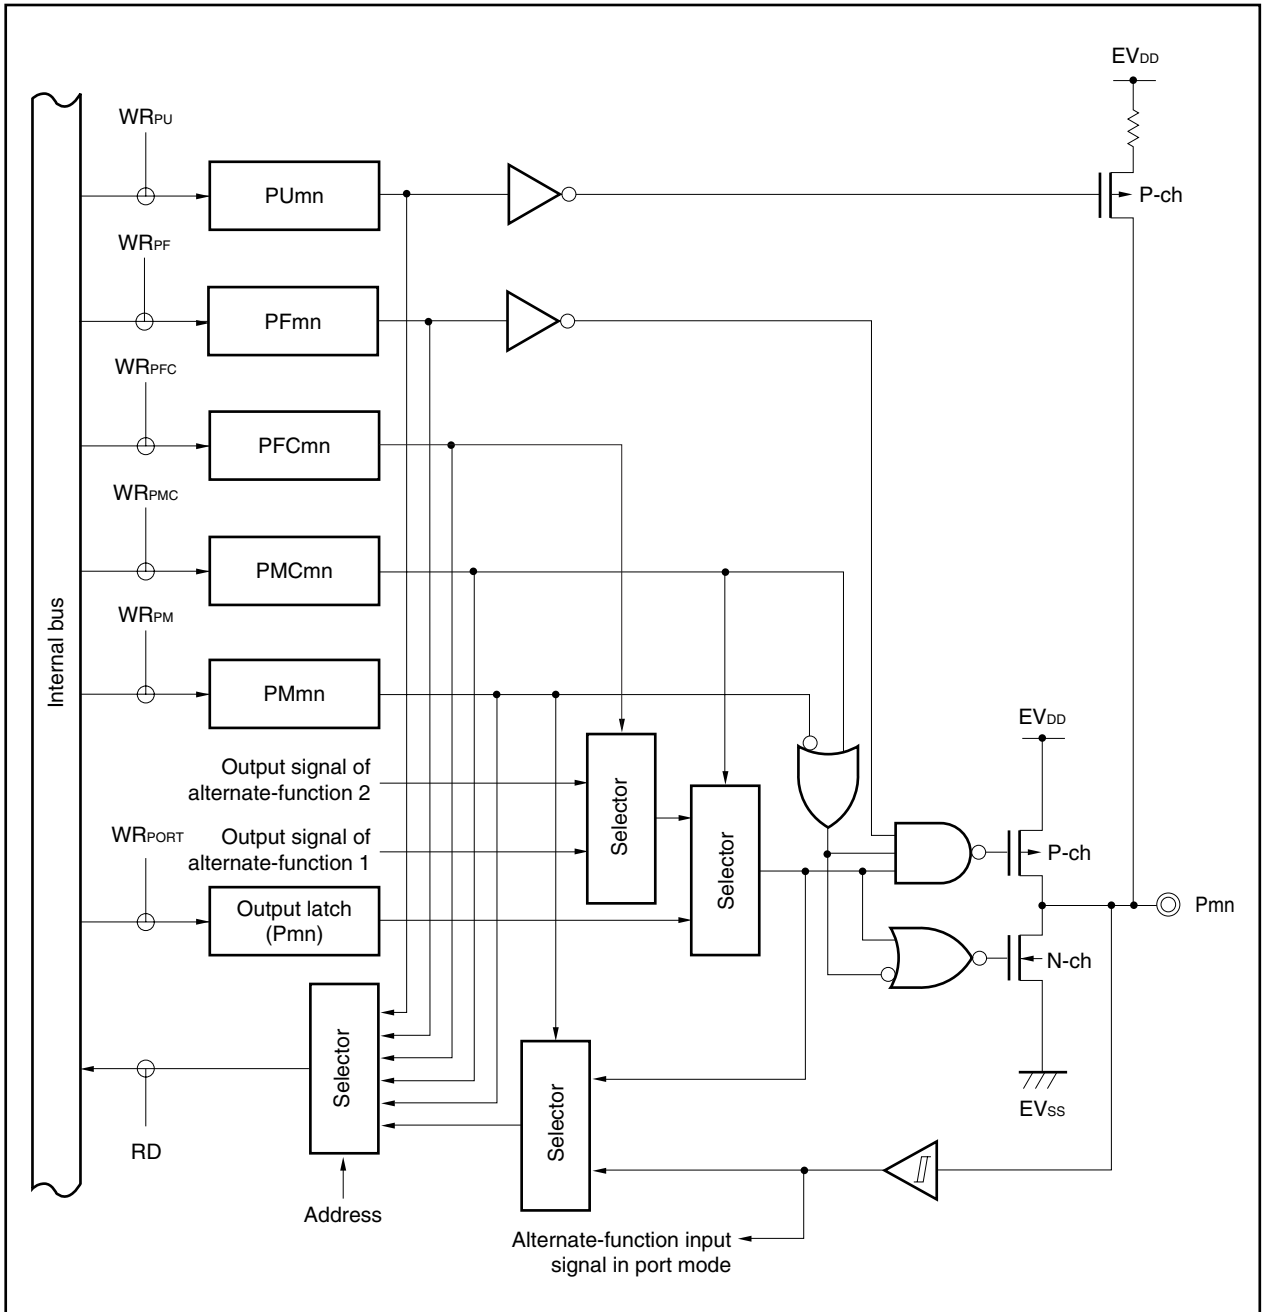 EVDD
WRPU
PUmn
P-ch
WRPF
PFmn
WRPFC
PFCmn
WRPMC
PMCmn
WRPM
PMmn
Internal bus
EVDD
Output signal of
alternate-function 2
Selector
Selector
WRPORT
Output signal of
alternate-function 1
P-ch
Output latch
(Pmn)
Pmn
N-ch
Selector
Selector
EVSS
RD
Address
Alternate-function input
signal in port mode